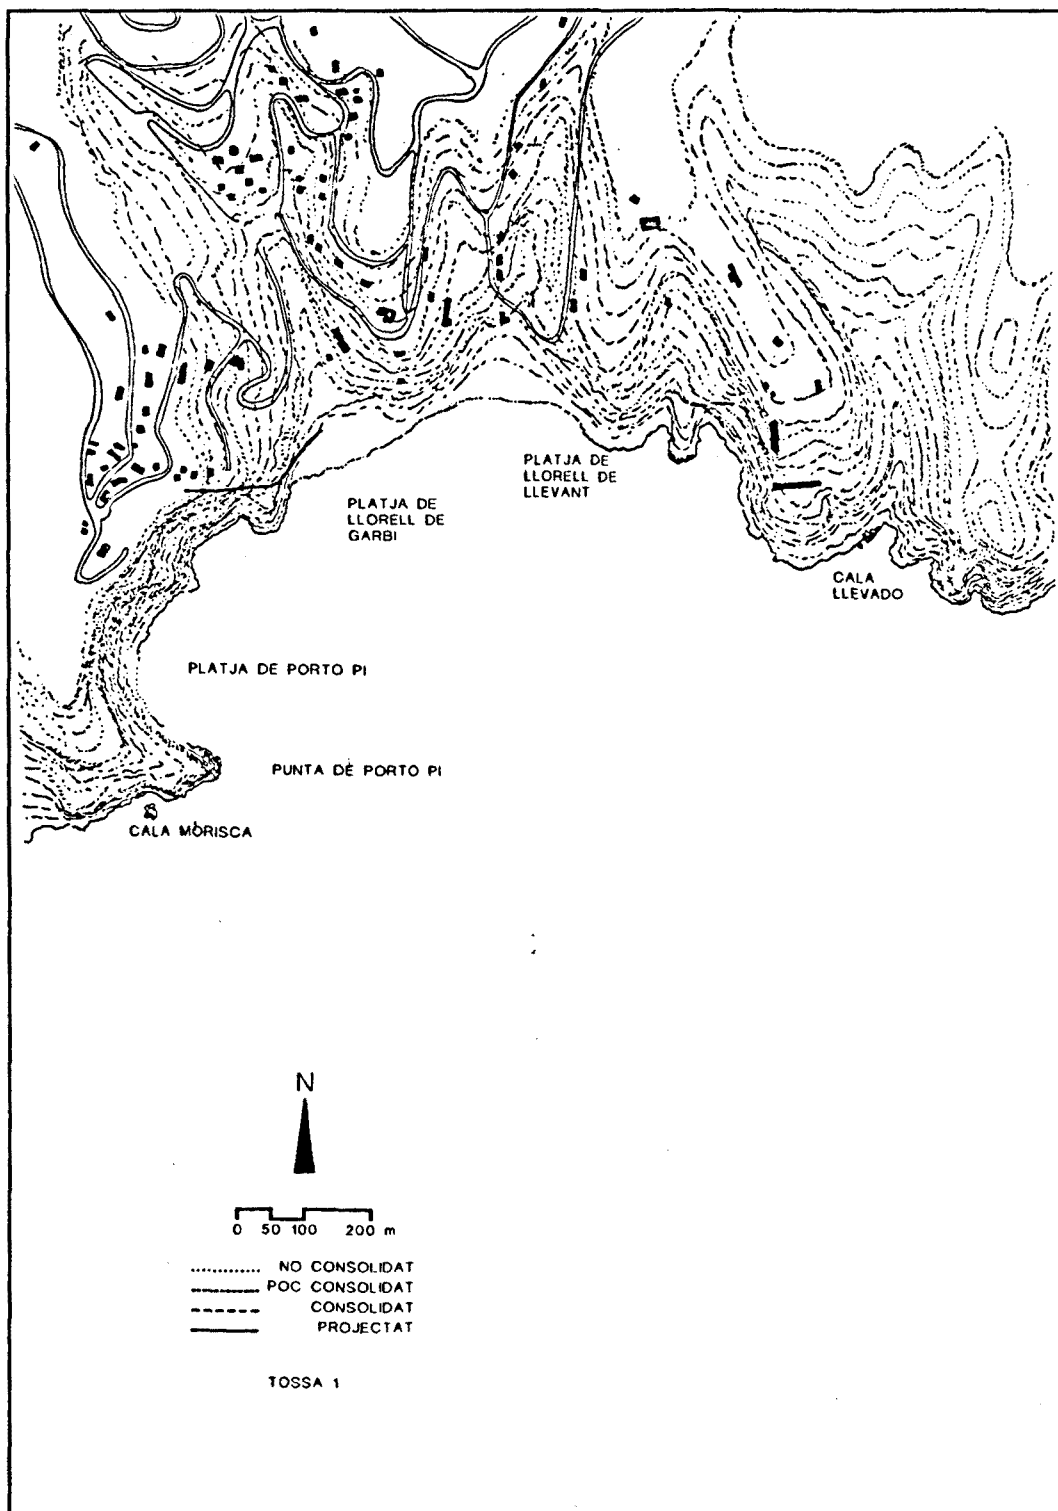 PLATJA DE
LLORELL DE
LLEVANT
PLATJA DE
LLORELL DE
GARBI
CALA
LLEVADO
PLATJA DE PORTO PI
PUNTA DE PORTO PI
CALA MORISCA
N
0 50 100 200 m
NO CONSOLIDAT
POC CONSOLIDAT
CONSOLIDAT
PROJECTAT
TOSSA 1